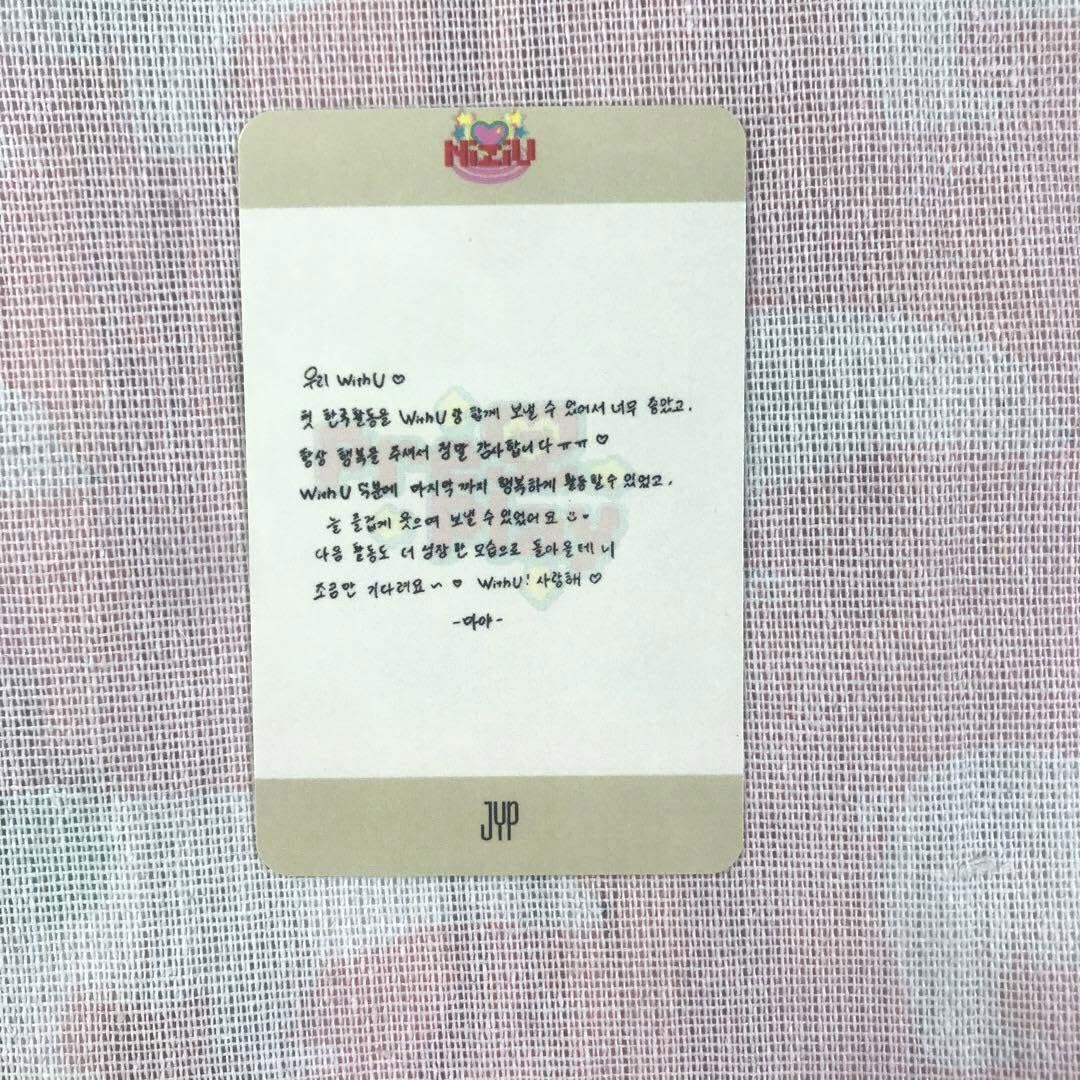 NiziU
우리 WithU ♡
첫 한국활동을 WithU랑 함께 보낼 수 있어서 너무 좋았고,
항상 행복을 주셔서 정말 감사합니다ㅠㅠ ♡
WithU 덕분에 마지막까지 행복하게 활동할 수 있었고,
늘 즐겁게 웃으며 보낼 수 있었어요
다음 활동도 더 성장한 모습으로 돌아올테니
조금만 기다려요~ ♡ WithU! 사랑해 ♡
-마야-
JYP